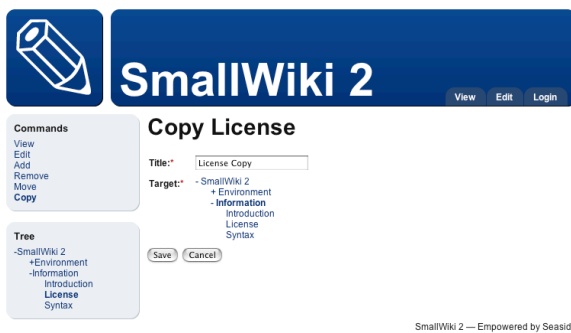 SmallWiki 2
View Edit Login
Commands
View
Edit
Add
Remove
Move
Copy
Tree
-SmallWiki 2
+Environment
-Information
Introduction
License
Syntax
Copy License
Title:* License Copy
Target:* - SmallWiki 2
+ Environment
- Information
Introduction
License
Syntax
Save Cancel
SmallWiki 2 — Empowered by Seasid